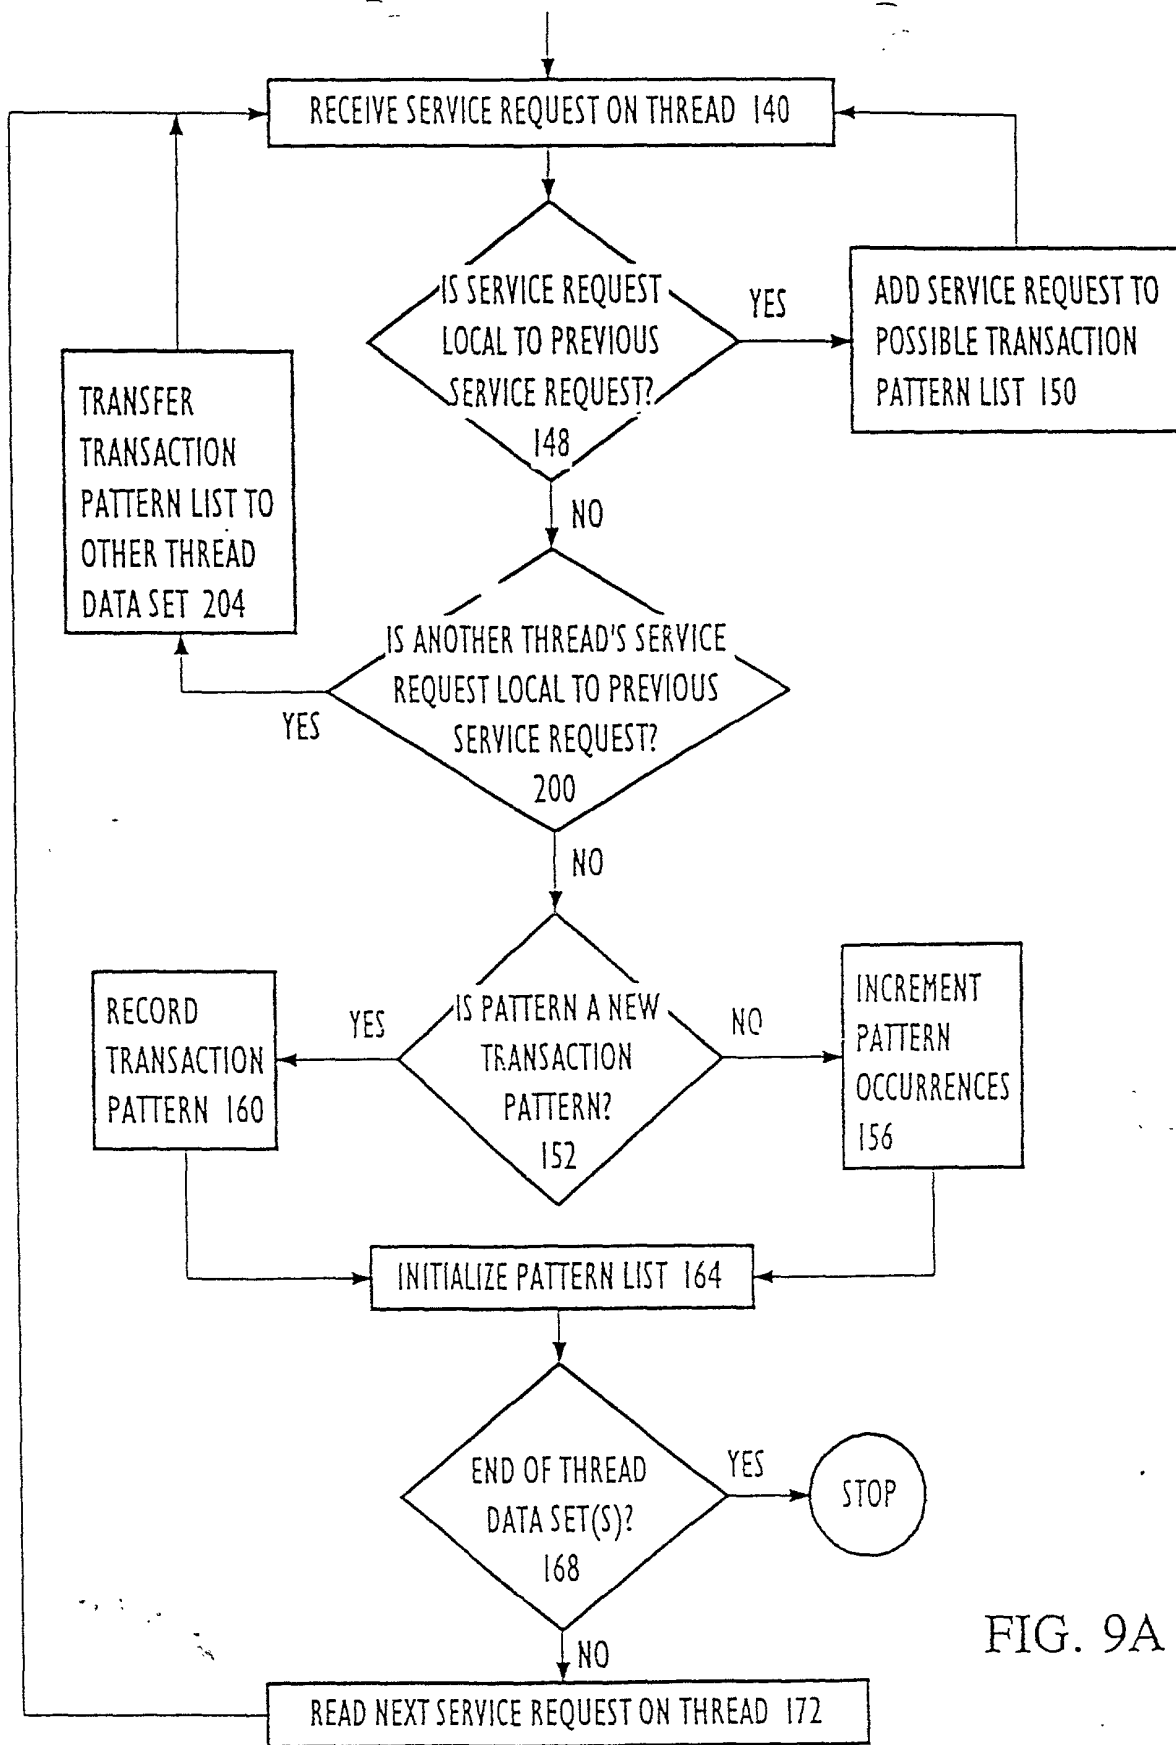 RECEIVE SERVICE REQUEST ON THREAD 140
IS SERVICE REQUEST
LOCAL TO PREVIOUS
SERVICE REQUEST?
148
YES
ADD SERVICE REQUEST TO
POSSIBLE TRANSACTION
PATTERN LIST 150
TRANSFER
TRANSACTION
PATTERN LIST TO
OTHER THREAD
DATA SET 204
NO
IS ANOTHER THREAD'S SERVICE
REQUEST LOCAL TO PREVIOUS
SERVICE REQUEST?
200
YES
NO
IS PATTERN A NEW
TRANSACTION
PATTERN?
152
YES
RECORD
TRANSACTION
PATTERN 160
NO
INCREMENT
PATTERN
OCCURRENCES
156
INITIALIZE PATTERN LIST 164
END OF THREAD
DATA SET(S)?
168
YES
STOP
NO
READ NEXT SERVICE REQUEST ON THREAD 172
FIG. 9A